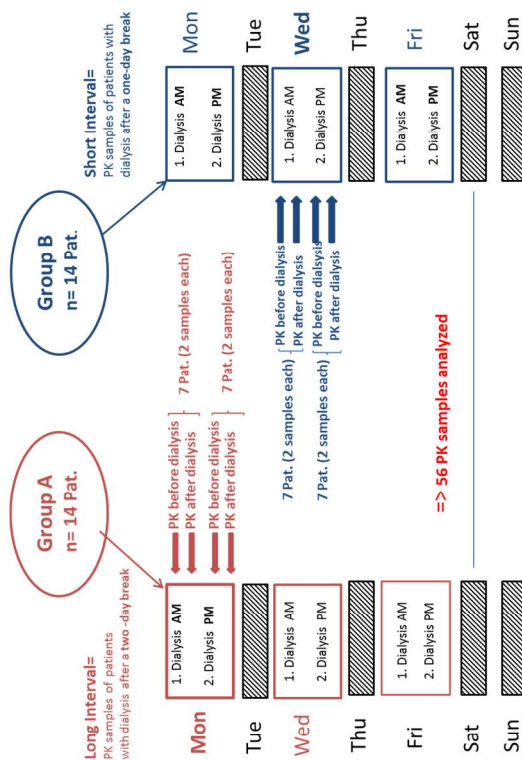 Long Interval=
PK samples of patients
with dialysis after a two -day break
Group A
n= 14 Pat.
Group B
n= 14 Pat.
Short Interval=
PK samples of patients with
dialysis after a one-day break
Mon
1. Dialysis AM
2. Dialysis PM
PK before dialysis
PK after dialysis
7 Pat. (2 samples each)
PK before dialysis
PK after dialysis
7 Pat. (2 samples each)
1. Dialysis AM
2. Dialysis PM
Mon
Tue
Tue
Wed
1. Dialysis AM
2. Dialysis PM
7 Pat. (2 samples each)
PK before dialysis
PK after dialysis
7 Pat. (2 samples each)
PK before dialysis
PK after dialysis
1. Dialysis AM
2. Dialysis PM
Wed
Thu
Thu
Fri
1. Dialysis AM
2. Dialysis PM
=> 56 PK samples analyzed
1. Dialysis AM
2. Dialysis PM
Fri
Sat
Sat
Sun
Sun